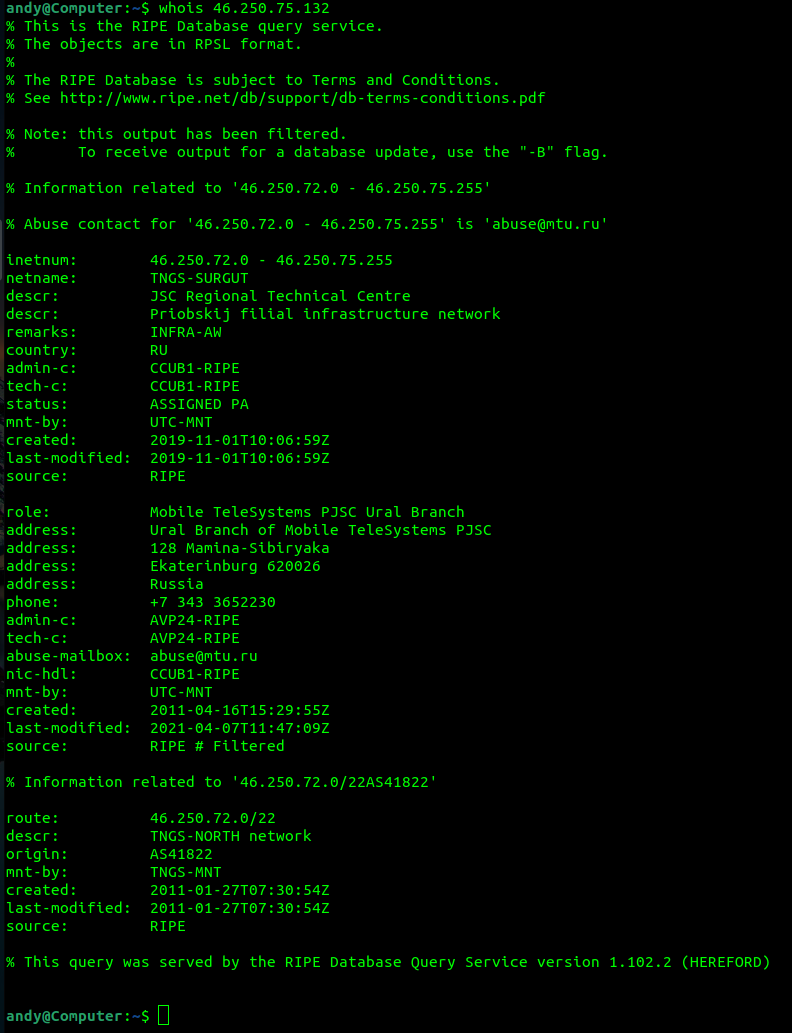 andy@Computer:~$ whois 46.250.75.132
% This is the RIPE Database query service.
% The objects are in RPSL format.
%
% The RIPE Database is subject to Terms and Conditions.
% See http://www.ripe.net/db/support/db-terms-conditions.pdf

% Note: this output has been filtered.
%       To receive output for a database update, use the "-B" flag.

% Information related to '46.250.72.0 - 46.250.75.255'

% Abuse contact for '46.250.72.0 - 46.250.75.255' is 'abuse@mtu.ru'

inetnum:        46.250.72.0 - 46.250.75.255
netname:        TNGS-SURGUT
descr:          JSC Regional Technical Centre
descr:          Priobskij filial infrastructure network
remarks:        INFRA-AW
country:        RU
admin-c:        CCUB1-RIPE
tech-c:         CCUB1-RIPE
status:         ASSIGNED PA
mnt-by:         UTC-MNT
created:        2019-11-01T10:06:59Z
last-modified:  2019-11-01T10:06:59Z
source:         RIPE

role:           Mobile TeleSystems PJSC Ural Branch
address:        Ural Branch of Mobile TeleSystems PJSC
address:        128 Mamina-Sibiryaka
address:        Ekaterinburg 620026
address:        Russia
phone:          +7 343 3652230
admin-c:        AVP24-RIPE
tech-c:         AVP24-RIPE
abuse-mailbox:  abuse@mtu.ru
nic-hdl:        CCUB1-RIPE
mnt-by:         UTC-MNT
created:        2011-04-16T15:29:55Z
last-modified:  2021-04-07T11:47:09Z
source:         RIPE # Filtered

% Information related to '46.250.72.0/22AS41822'

route:          46.250.72.0/22
descr:          TNGS-NORTH network
origin:         AS41822
mnt-by:         TNGS-MNT
created:        2011-01-27T07:30:54Z
last-modified:  2011-01-27T07:30:54Z
source:         RIPE

% This query was served by the RIPE Database Query Service version 1.102.2 (HEREFORD)

andy@Computer:~$